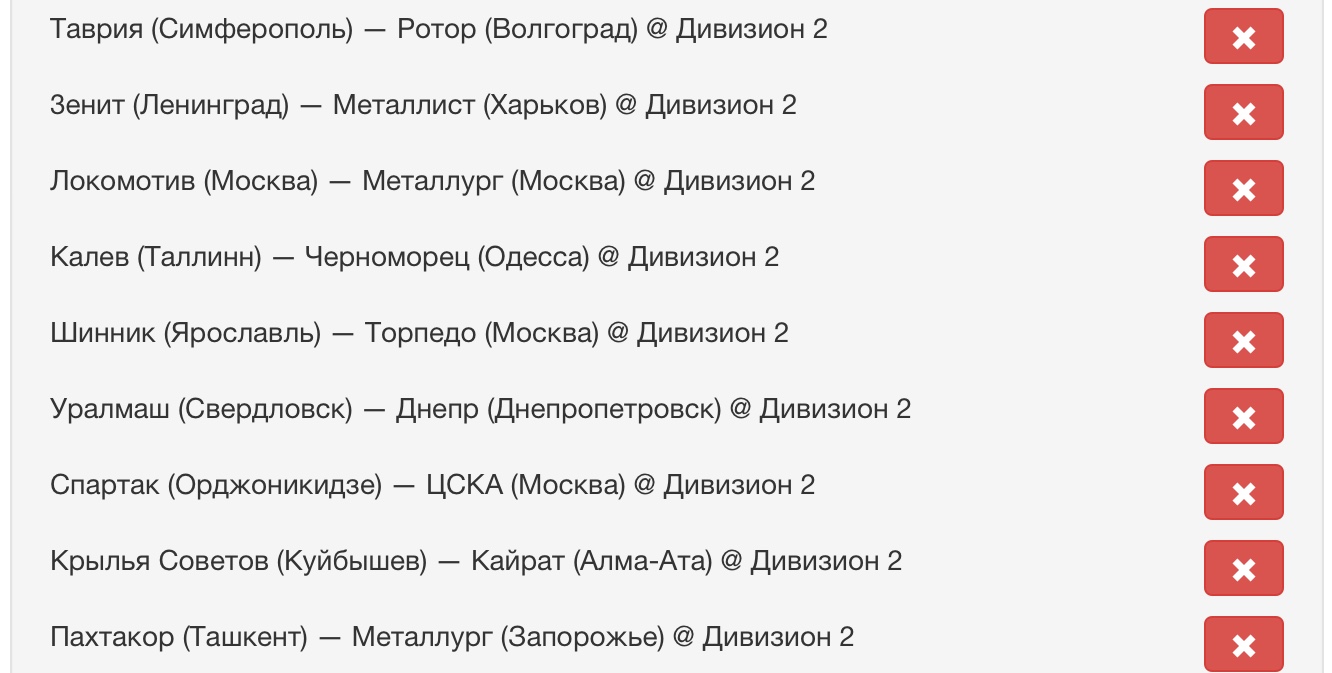 Таврия (Симферополь) — Ротор (Волгоград) @ Дивизион 2
Зенит (Ленинград) — Металлист (Харьков) @ Дивизион 2
Локомотив (Москва) — Металлург (Москва) @ Дивизион 2
Калев (Таллинн) — Черноморец (Одесса) @ Дивизион 2
Шинник (Ярославль) — Торпедо (Москва) @ Дивизион 2
Уралмаш (Свердловск) — Днепр (Днепропетровск) @ Дивизион 2
Спартак (Орджоникидзе) — ЦСКА (Москва) @ Дивизион 2
Крылья Советов (Куйбышев) — Кайрат (Алма-Ата) @ Дивизион 2
Пахтакор (Ташкент) — Металлург (Запорожье) @ Дивизион 2